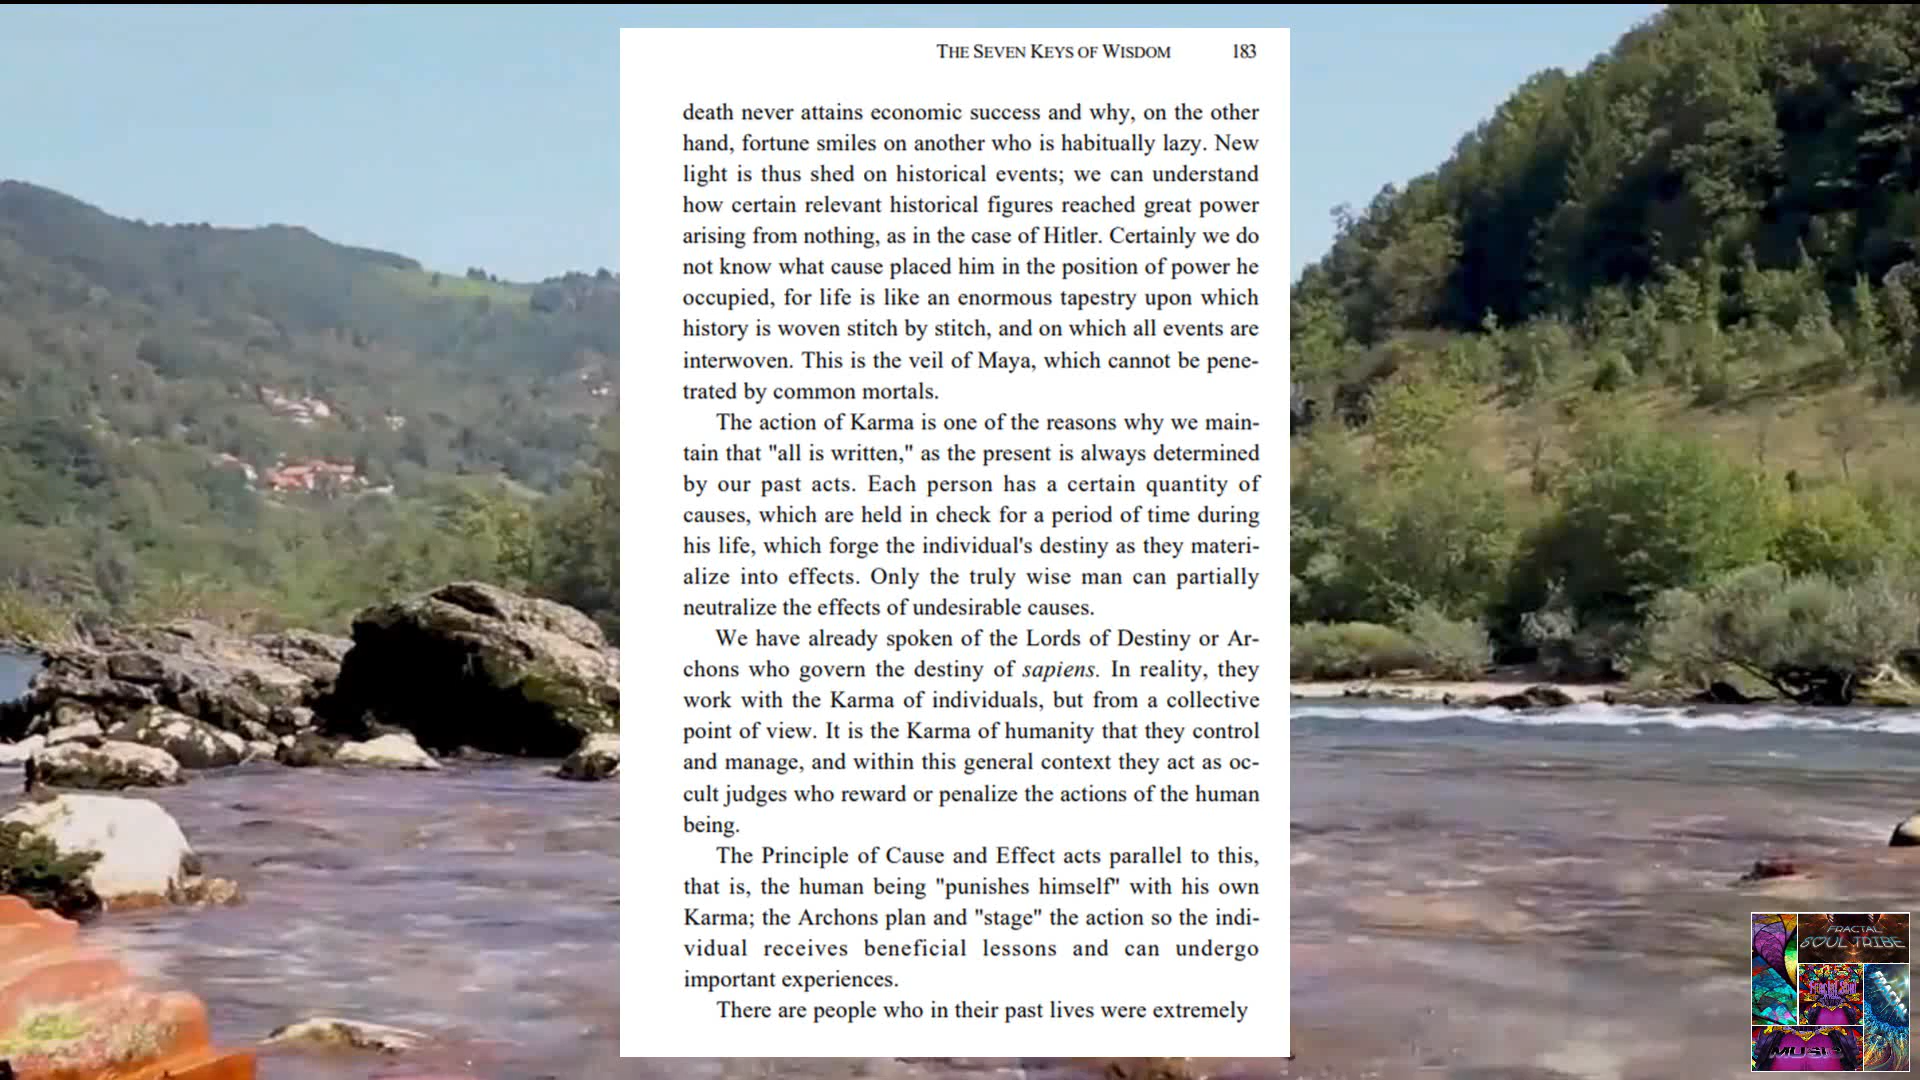 THE SEVEN KEYS OF WISDOM 183
death never attains economic success and why, on the other
hand, fortune smiles on another who is habitually lazy. New
light is thus shed on historical events; we can understand
how certain relevant historical figures reached great power
arising from nothing, as in the case of Hitler. Certainly we do
not know what cause placed him in the position of power he
occupied, for life is like an enormous tapestry upon which
history is woven stitch by stitch, and on which all events are
interwoven. This is the veil of Maya, which cannot be pene-
trated by common mortals.
The action of Karma is one of the reasons why we main-
tain that "all is written," as the present is always determined
by our past acts. Each person has a certain quantity of
causes, which are held in check for a period of time during
his life, which forge the individual's destiny as they materi-
alize into effects. Only the truly wise man can partially
neutralize the effects of undesirable causes.
We have already spoken of the Lords of Destiny or Ar-
chons who govern the destiny of sapiens. In reality, they
work with the Karma of individuals, but from a collective
point of view. It is the Karma of humanity that they control
and manage, and within this general context they act as oc-
cult judges who reward or penalize the actions of the human
being.
The Principle of Cause and Effect acts parallel to this,
that is, the human being "punishes himself" with his own
Karma; the Archons plan and "stage" the action so the indi-
vidual receives beneficial lessons and can undergo
important experiences.
There are people who in their past lives were extremely
FRACTAL
SOUL TRIBE
Fractal Soul
MUSIC